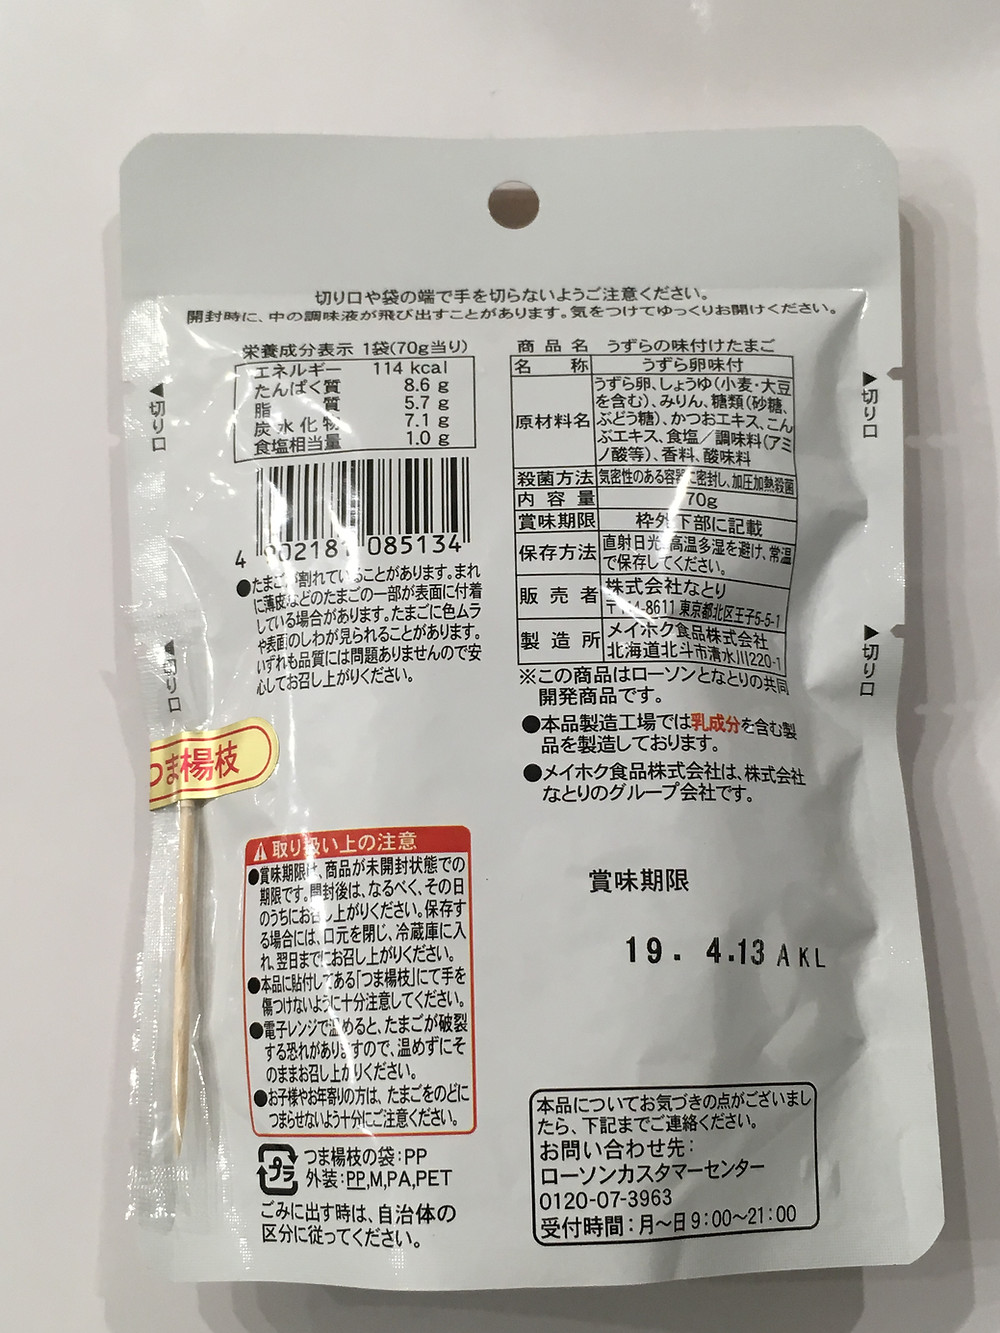 切り口や袋の端で手を切らないようご注意ください。
開封時に、中の調味液が飛び出すことがあります。気をつけてゆっくりお開けください。
栄養成分表示 1袋(70g当り)
エネルギー 114 kcal
たんぱく質 8.6 g
脂質 5.7 g
炭水化物 7.1 g
食塩相当量 1.0 g
4 902181 085134
●たまごが割れていることがあります。まれ
に薄皮などのたまごの一部が表面に付着
している場合があります。たまごに色ムラ
や表面のしわが見られることがあります。
いずれも品質には問題ありませんので安
心してお召し上がりください。
商品名 うずらの味付けたまご
名称 うずら卵味付
原材料名 うずら卵、しょうゆ(小麦・大豆
を含む)、みりん、糖類(砂糖、
ぶどう糖)、かつおエキス、こん
ぶエキス、食塩／調味料(アミ
ノ酸等)、香料、酸味料
殺菌方法 気密性のある容器に密封し、加圧加熱殺菌
内容量 70g
賞味期限 枠外下部に記載
保存方法 直射日光、高温多湿を避け、常温
で保存してください。
販売者 株式会社なとり
〒114-8611 東京都北区王子5-5-1
製造所 メイホク食品株式会社
北海道北斗市清水川220-1
※この商品はローソンとなとりの共同
開発商品です。
●本品製造工場では乳成分を含む製
品を製造しております。
●メイホク食品株式会社は、株式会社
なとりのグループ会社です。
◀切り口
◀切り口
▶切り口
▶切り口
つま楊枝
取り扱い上の注意
●賞味期限は、商品が未開封状態での
期限です。開封後は、なるべく、その日
のうちにお召し上がりください。保存す
る場合には、口元を閉じ、冷蔵庫に入
れ、翌日までにお召し上がりください。
●本品に貼付してある「つま楊枝」にて手を
傷つけないように十分注意してください。
●電子レンジで温めると、たまごが破裂
する恐れがありますので、温めずにそ
のままお召し上がりください。
●お子様やお年寄りの方は、たまごをのどに
つまらせないよう十分にご注意ください。
プラ
つま楊枝の袋:PP
外装:PP,M,PA,PET
ごみに出す時は、自治体の
区分に従ってください。
賞味期限
19. 4.13 A KL
本品についてお気づきの点がございまし
たら、下記までご連絡ください。
お問い合わせ先:
ローソンカスタマーセンター
0120-07-3963
受付時間:月～日9:00～21:00